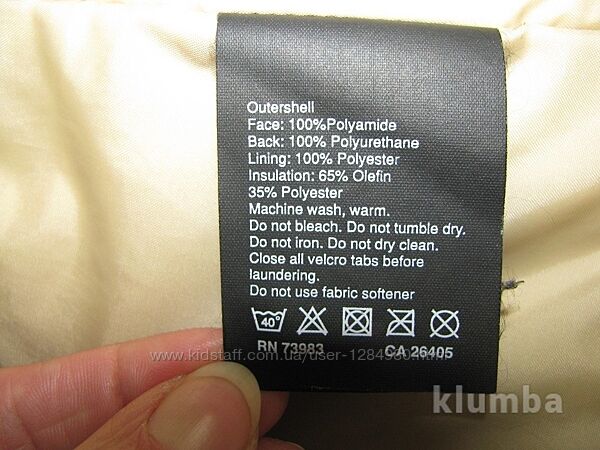 Outershell
Face: 100%Polyamide
Back: 100% Polyurethane
Lining: 100% Polyester
Insulation: 65% Olefin
35% Polyester
Machine wash, warm.
Do not bleach. Do not tumble dry.
Do not iron. Do not dry clean.
Close all velcro tabs before
laundering.
Do not use fabric softener
40°
RN 73983 CA 26405
klumba